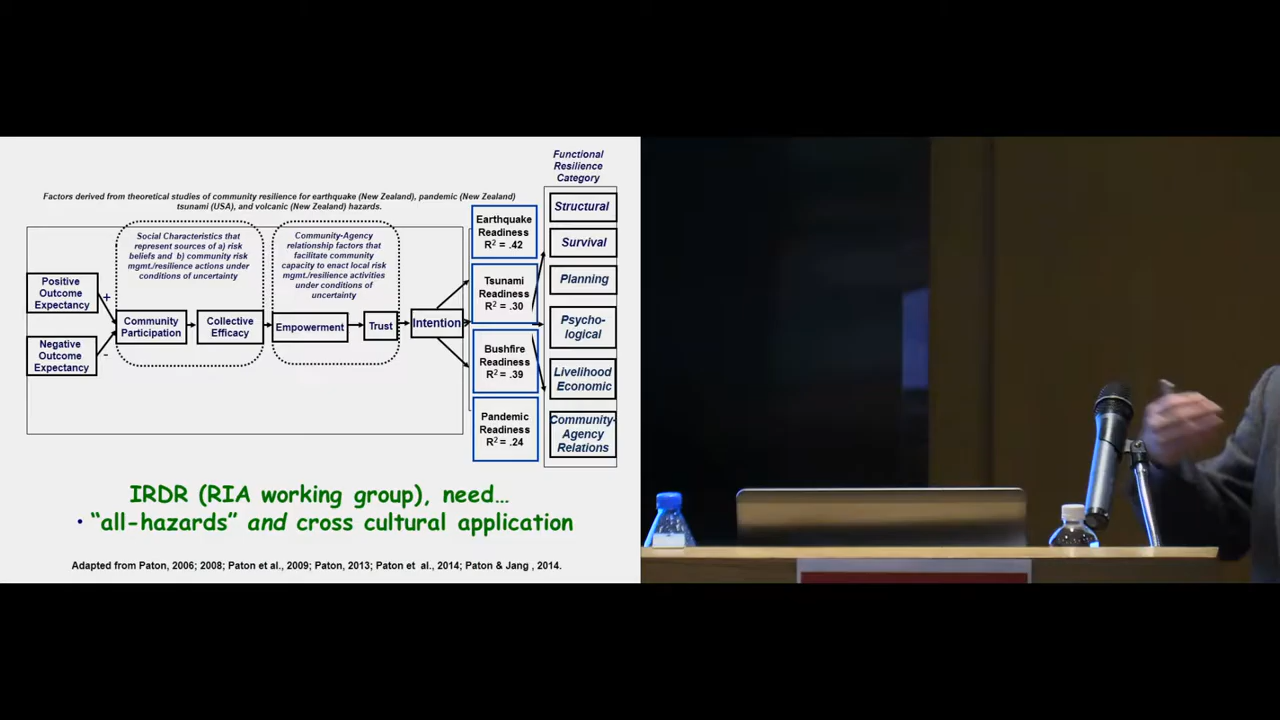 Functional
Resilience
Category
Factors derived from theoretical studies of community resilience for earthquake (New Zealand), pandemic (New Zealand)
tsunami (USA), and volcanic (New Zealand) hazards.
Positive
Outcome
Expectancy
+
Negative
Outcome
Expectancy
-
Social Characteristics that
represent sources of a) risk
beliefs and b) community risk
mgmt./resilience actions under
conditions of uncertainty
Community
Participation
Collective
Efficacy
Community-Agency
relationship factors that
facilitate community
capacity to enact local risk
mgmt./resilience activities
under conditions of
uncertainty
Empowerment
Trust
Intention
Earthquake
Readiness
R² = .42
Tsunami
Readiness
R² = .30
Bushfire
Readiness
R² = .39
Pandemic
Readiness
R² = .24
Structural
Survival
Planning
Psycho-
logical
Livelihood
Economic
Community-
Agency
Relations
IRDR (RIA working group), need…
• “all-hazards” and cross cultural application
Adapted from Paton, 2006; 2008; Paton et al., 2009; Paton, 2013; Paton et al., 2014; Paton & Jang , 2014.